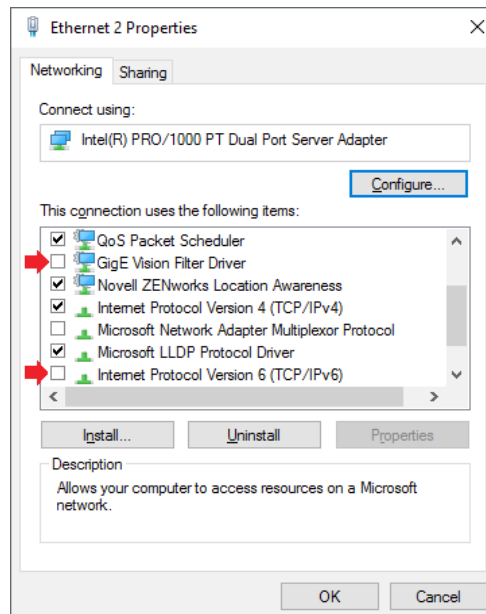 Ethernet 2 Properties
Networking
Sharing
Connect using:
Intel(R) PRO/1000 PT Dual Port Server Adapter
Configure...
This connection uses the following items:
QoS Packet Scheduler
GigE Vision Filter Driver
Novell ZENworks Location Awareness
Internet Protocol Version 4 (TCP/IPv4)
Microsoft Network Adapter Multiplexor Protocol
Microsoft LLDP Protocol Driver
Internet Protocol Version 6 (TCP/IPv6)
Install...
Uninstall
Properties
Description
Allows your computer to access resources on a Microsoft
network.
OK
Cancel